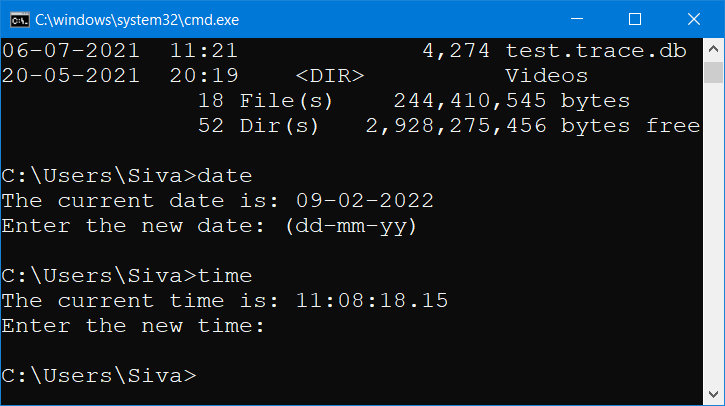 C:\windows\system32\cmd.exe
06-07-2021  11:21             4,274 test.trace.db
20-05-2021  20:19    <DIR>          Videos
              18 File(s)    244,410,545 bytes
              52 Dir(s)   2,928,275,456 bytes free
C:\Users\Siva>date
The current date is: 09-02-2022
Enter the new date: (dd-mm-yy)
C:\Users\Siva>time
The current time is: 11:08:18.15
Enter the new time:
C:\Users\Siva>